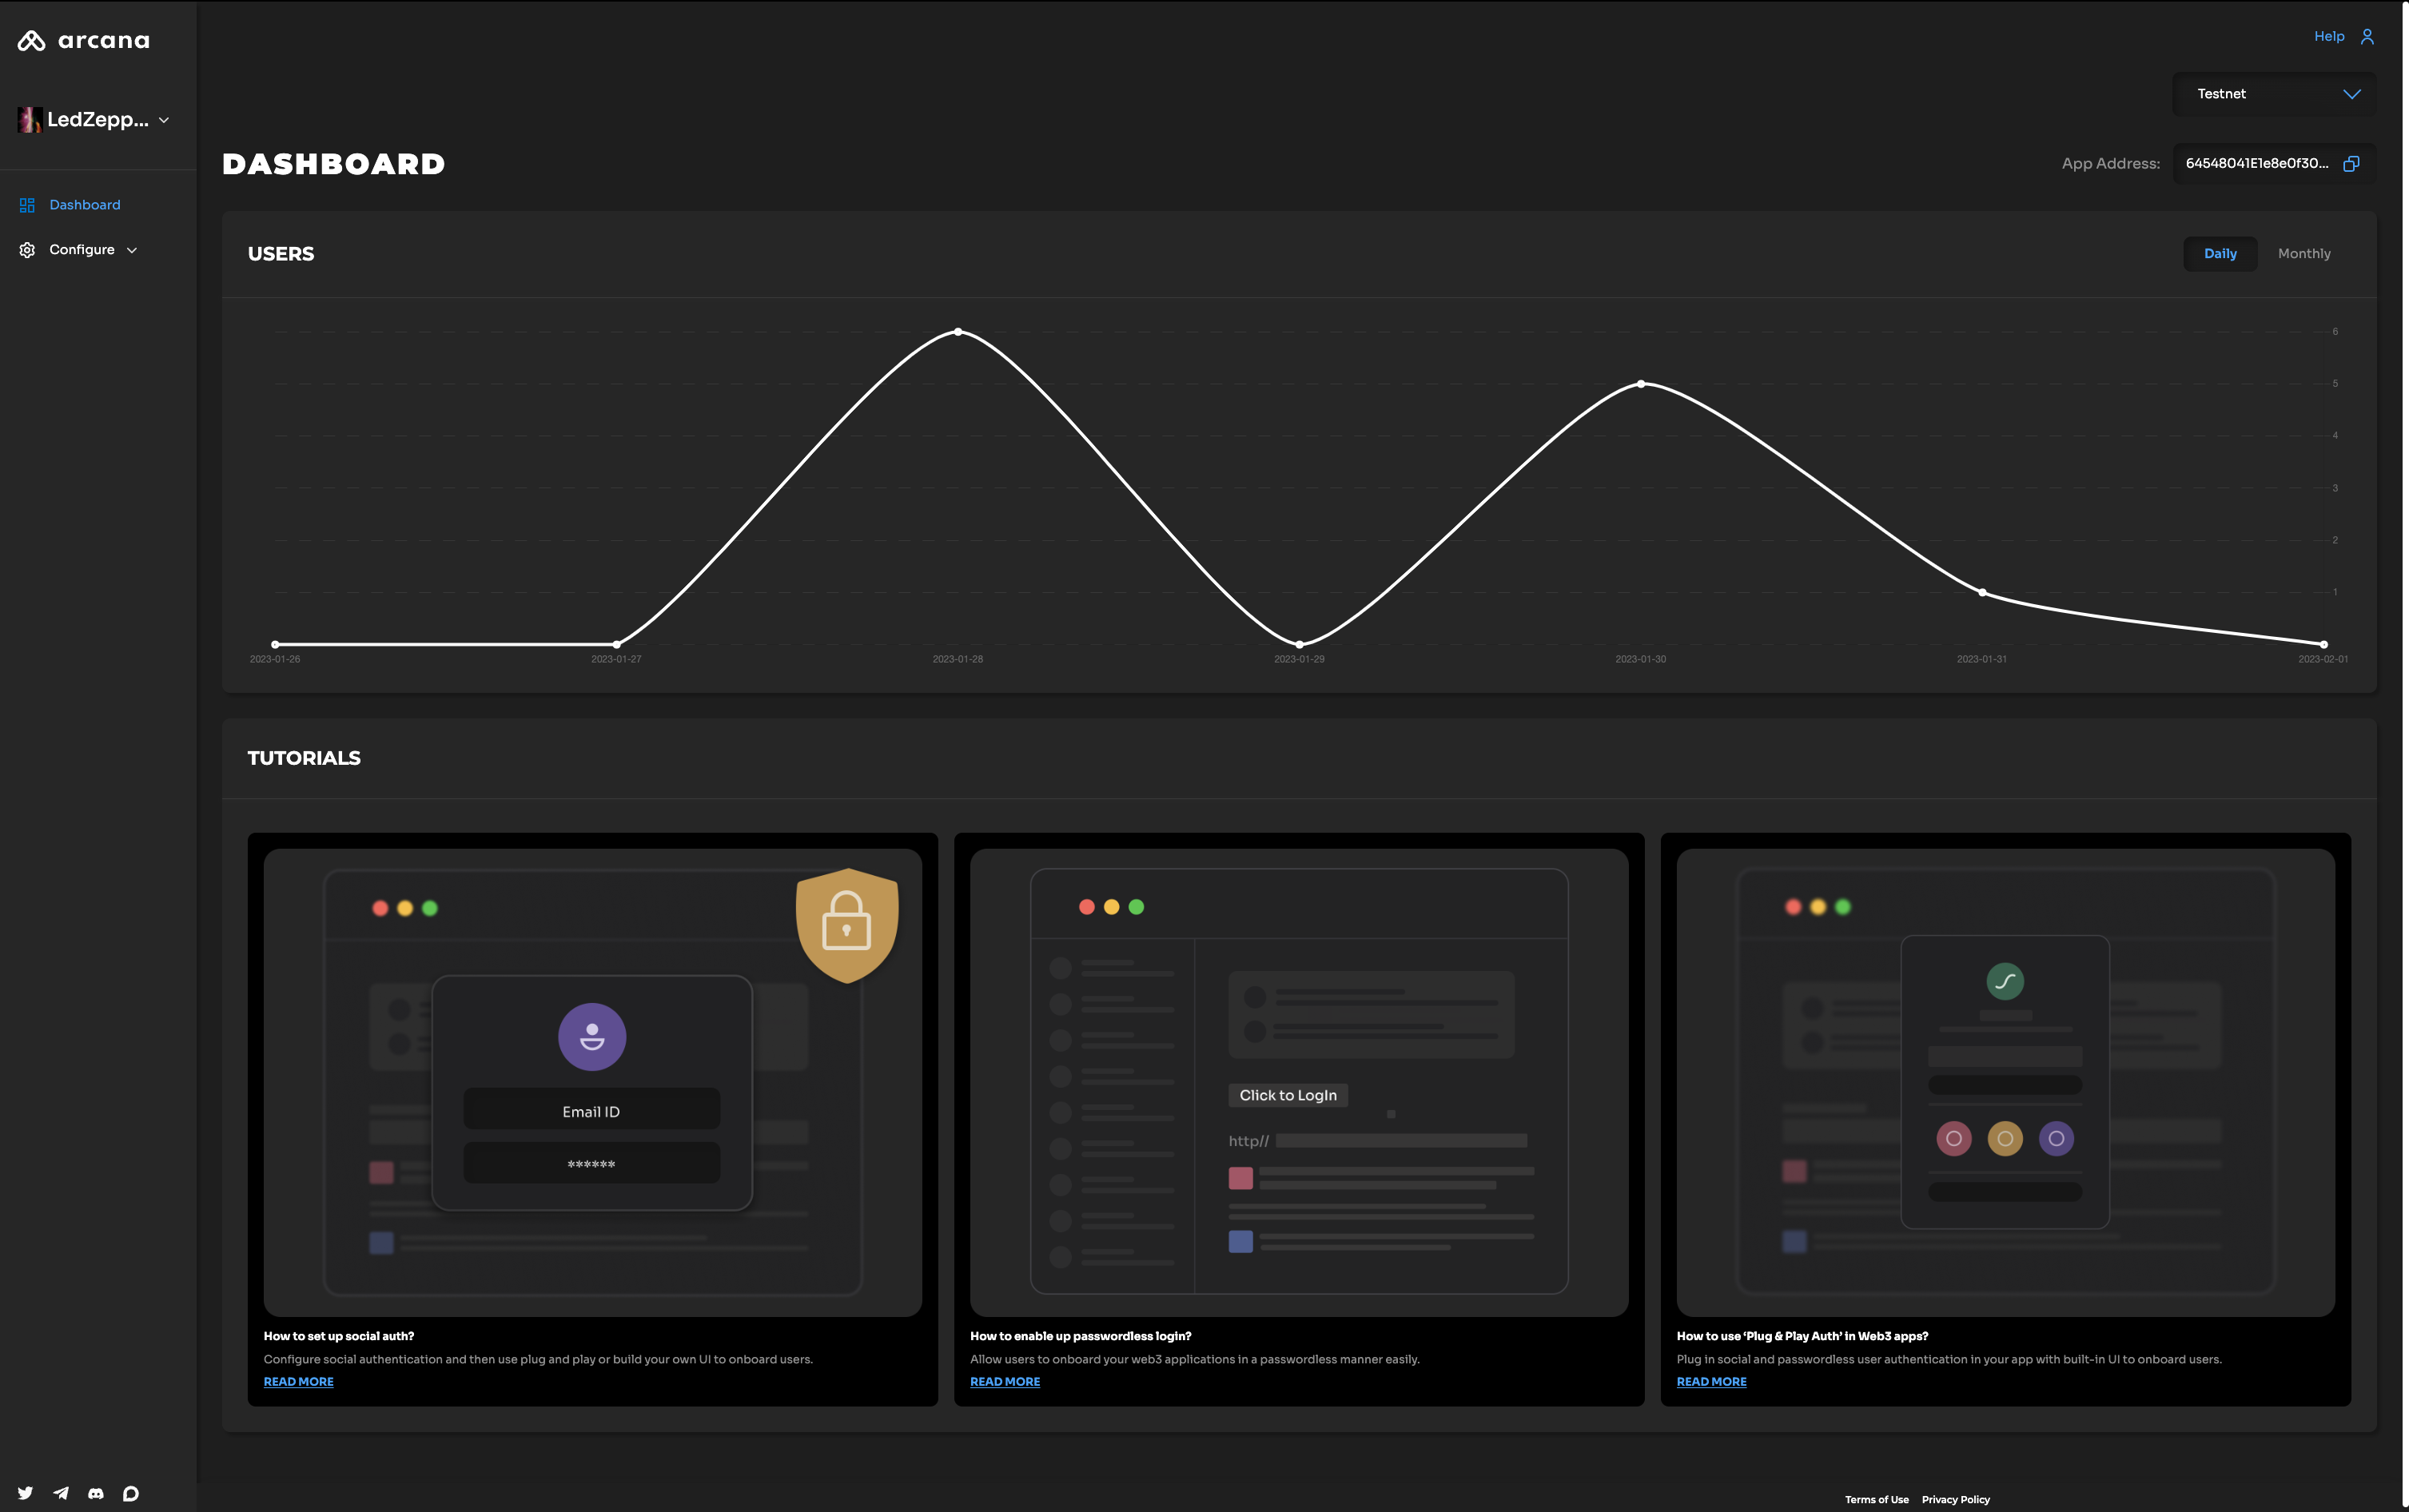 arcana
Help
Testnet
LedZepp...
DASHBOARD
App Address: 64548041E1e8e0f30...
Dashboard
Configure
USERS
Daily Monthly
6
5
4
3
2
1
2023-01-26 2023-01-27 2023-01-28 2023-01-29 2023-01-30 2023-01-31 2023-02-01
TUTORIALS
Email ID
******
Click to LogIn
http//
How to set up social auth?
Configure social authentication and then use plug and play or build your own UI to onboard users.
READ MORE
How to enable up passwordless login?
Allow users to onboard your web3 applications in a passwordless manner easily.
READ MORE
How to use ‘Plug & Play Auth’ in Web3 apps?
Plug in social and passwordless user authentication in your app with built-in UI to onboard users.
READ MORE
Terms of Use Privacy Policy